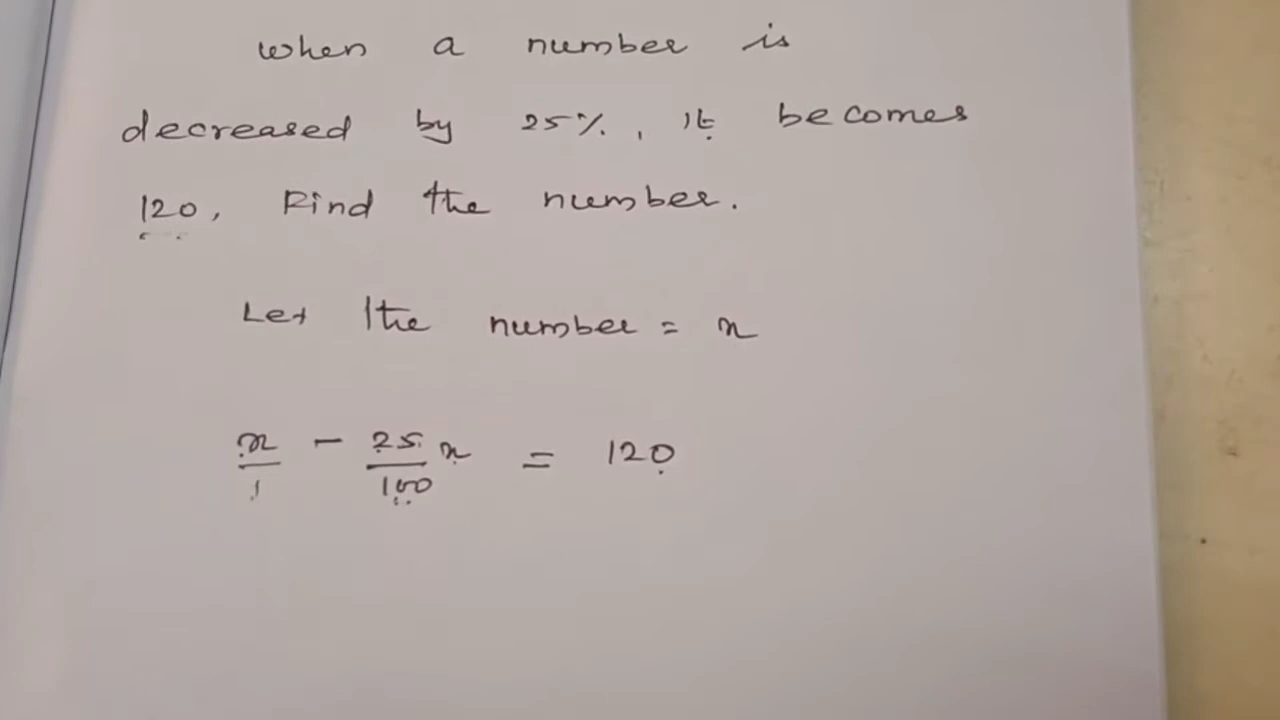 when a number is
decreased by 25%, it becomes
120, Find the number.
Let the number = x
x/1 - 25/100 x = 120